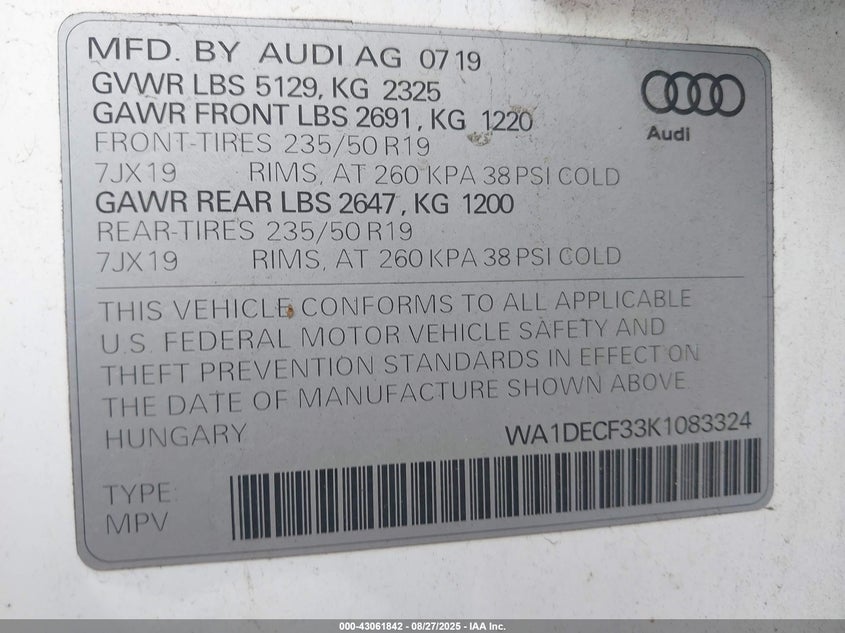 MFD. BY AUDI AG 07 19
GVWR LBS 5129, KG 2325
GAWR FRONT LBS 2691, KG 1220
FRONT-TIRES 235/50 R19
7JX19 RIMS, AT 260 KPA 38 PSI COLD
GAWR REAR LBS 2647, KG 1200
REAR-TIRES 235/50 R19
7JX19 RIMS, AT 260 KPA 38 PSI COLD
Audi
THIS VEHICLE CONFORMS TO ALL APPLICABLE
U.S. FEDERAL MOTOR VEHICLE SAFETY AND
THEFT PREVENTION STANDARDS IN EFFECT ON
THE DATE OF MANUFACTURE SHOWN ABOVE.
HUNGARY WA1DECF33K1083324
TYPE:
MPV
000-43061842 - 08/27/2025 - IAA Inc.